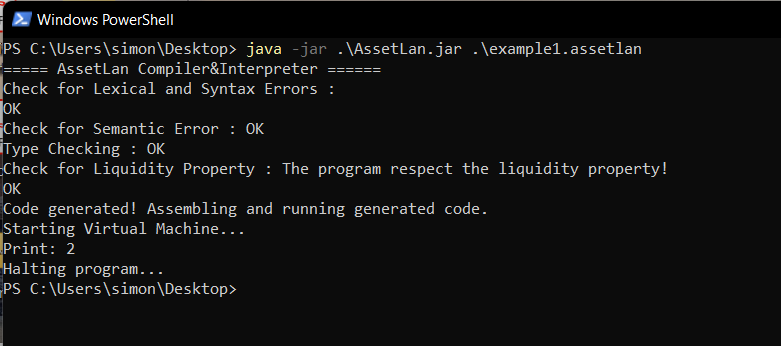 Windows PowerShell
PS C:\Users\simon\Desktop> java -jar .\AssetLan.jar .\example1.assetlan
===== AssetLan Compiler&Interpreter ======
Check for Lexical and Syntax Errors :
OK
Check for Semantic Error : OK
Type Checking : OK
Check for Liquidity Property : The program respect the liquidity property!
OK
Code generated! Assembling and running generated code.
Starting Virtual Machine...
Print: 2
Halting program...
PS C:\Users\simon\Desktop>